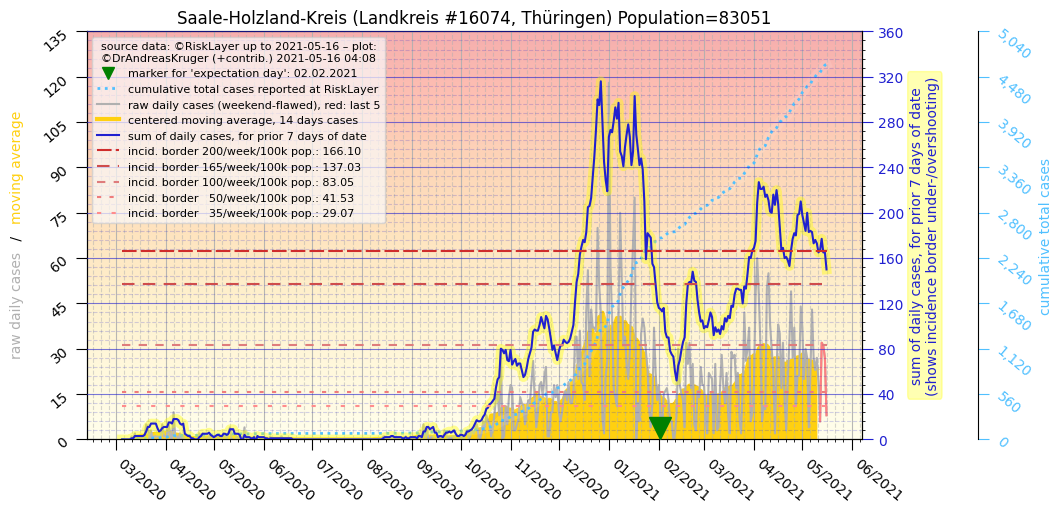 Saale-Holzland-Kreis (Landkreis #16074, Thüringen) Population=83051
source data: ©RiskLayer up to 2021-05-16 – plot:
©DrAndreasKruger (+contrib.) 2021-05-16 04:08
marker for 'expectation day': 02.02.2021
cumulative total cases reported at RiskLayer
raw daily cases (weekend-flawed), red: last 5
centered moving average, 14 days cases
sum of daily cases, for prior 7 days of date
incid. border 200/week/100k pop.: 166.10
incid. border 165/week/100k pop.: 137.03
incid. border 100/week/100k pop.: 83.05
incid. border   50/week/100k pop.: 41.53
incid. border   35/week/100k pop.: 29.07
raw daily cases  /  moving average
135
120
105
90
75
60
45
30
15
0
03/2020
04/2020
05/2020
06/2020
07/2020
08/2020
09/2020
10/2020
11/2020
12/2020
01/2021
02/2021
03/2021
04/2021
05/2021
06/2021
360
320
280
240
200
160
120
80
40
0
sum of daily cases, for prior 7 days of date
(shows incidence border under-/overshooting)
5,040
4,480
3,920
3,360
2,800
2,240
1,680
1,120
560
0
cumulative total cases